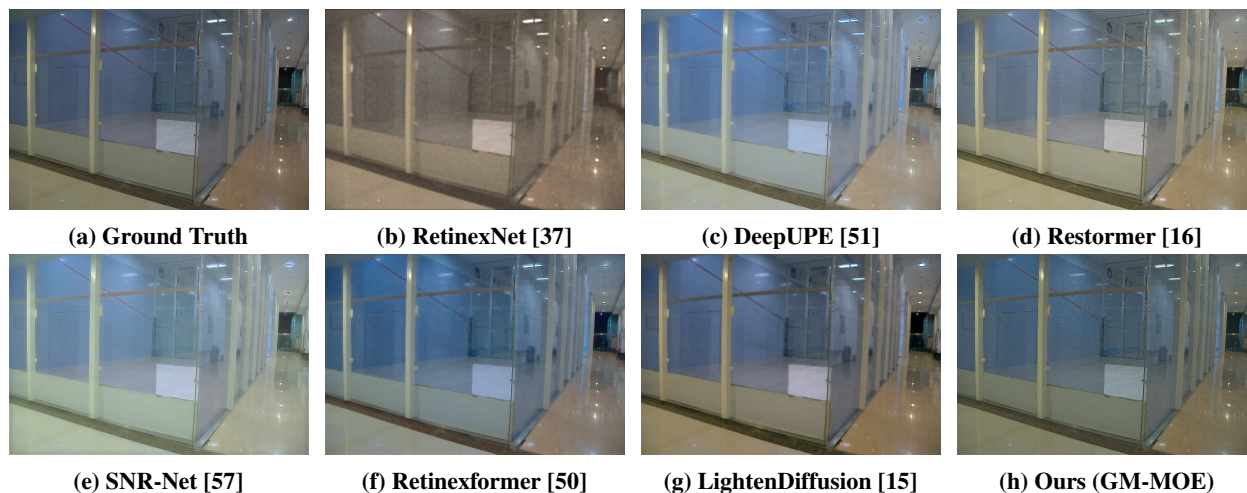 (a) Ground Truth
(b) RetinexNet [37]
(c) DeepUPE [51]
(d) Restormer [16]
(e) SNR-Net [57]
(f) Retinexformer [50]
(g) LightenDiffusion [15]
(h) Ours (GM-MOE)